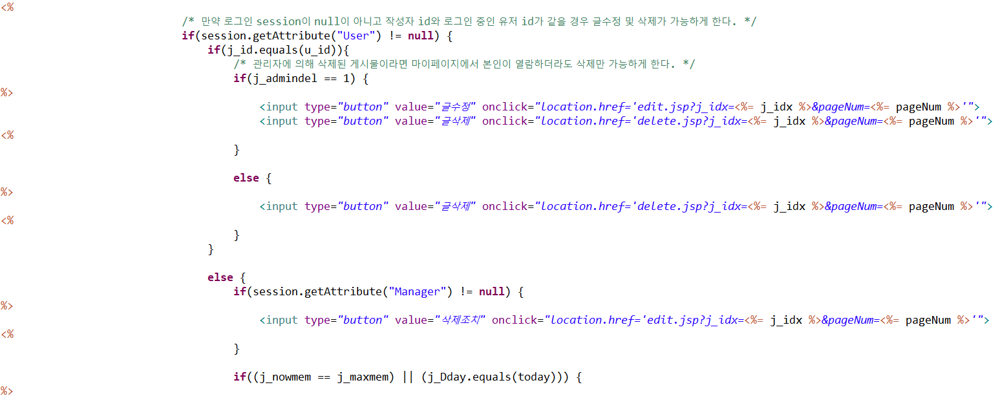 <%
/* 만약 로그인 session이 null이 아니고 작성자 id와 로그인 중인 유저 id가 같을 경우 글수정 및 삭제가 가능하게 한다. */
if(session.getAttribute("User") != null) {
if(j_id.equals(u_id)){
/* 관리자에 의해 삭제된 게시물이라면 마이페이지에서 본인이 열람하더라도 삭제만 가능하게 한다. */
if(j_admindel == 1) {
%>
<input type="button" value="글수정" onclick="location.href='edit.jsp?j_idx=<%= j_idx %>&pageNum=<%= pageNum %>'">
<input type="button" value="글삭제" onclick="location.href='delete.jsp?j_idx=<%= j_idx %>&pageNum=<%= pageNum %>'">
<%
}
else {
%>
<input type="button" value="글삭제" onclick="location.href='delete.jsp?j_idx=<%= j_idx %>&pageNum=<%= pageNum %>'">
<%
}
}
else {
if(session.getAttribute("Manager") != null) {
%>
<input type="button" value="삭제조치" onclick="location.href='edit.jsp?j_idx=<%= j_idx %>&pageNum=<%= pageNum %>'">
<%
}
if((j_nowmem == j_maxmem) || (j_Dday.equals(today))) {
%>